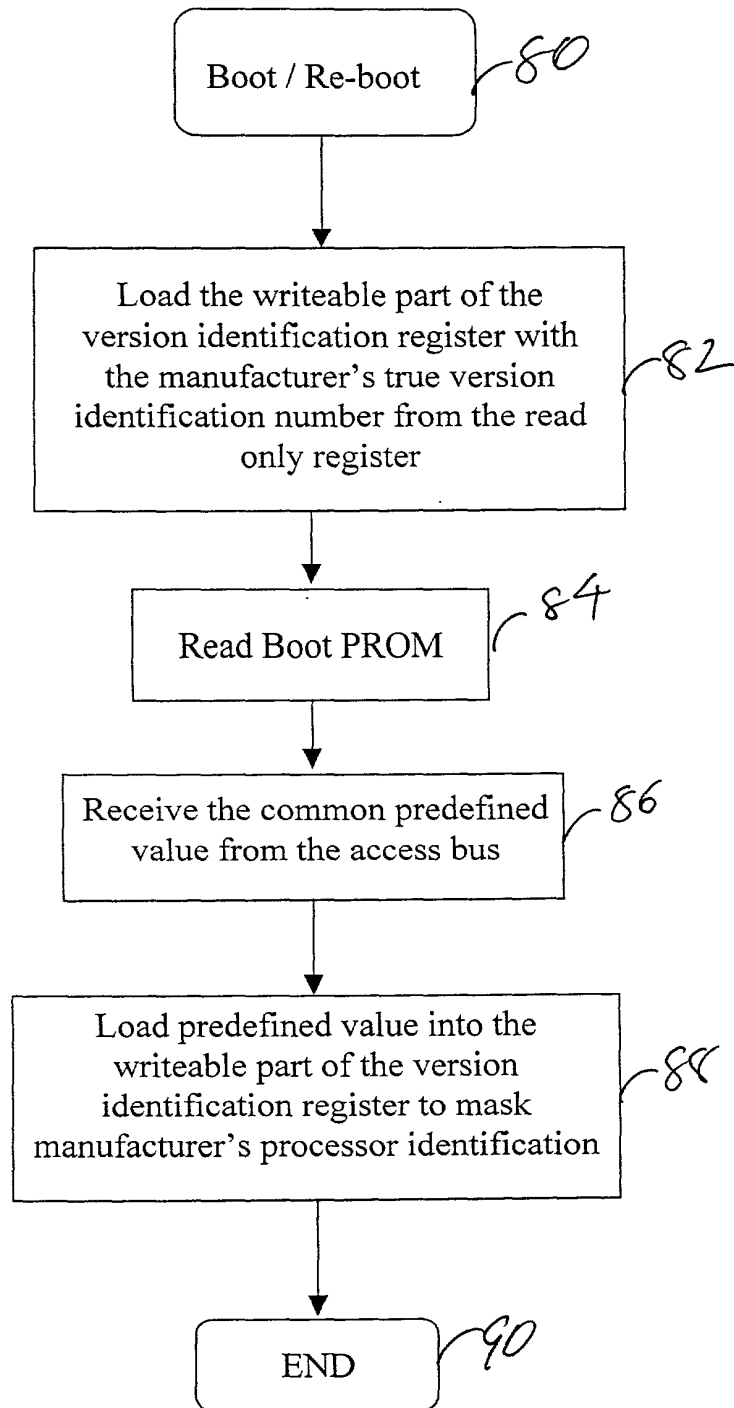 Boot / Re-boot
80
Load the writeable part of the
version identification register with
the manufacturer's true version
identification number from the read
only register
82
Read Boot PROM
84
Receive the common predefined
value from the access bus
86
Load predefined value into the
writeable part of the version
identification register to mask
manufacturer's processor identification
88
END
90